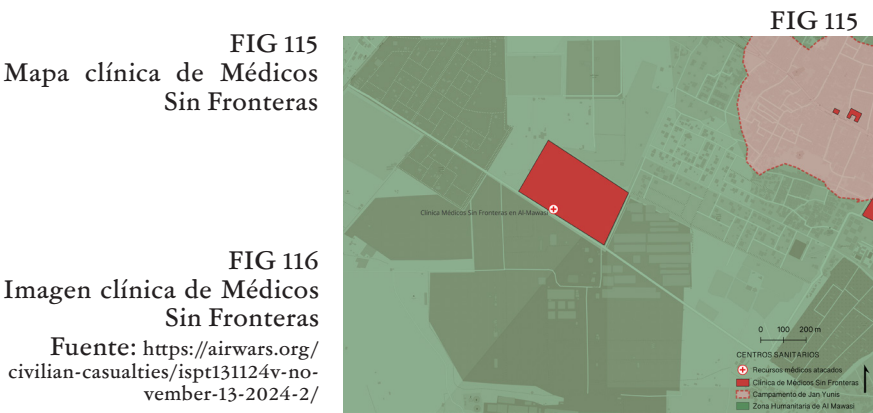 FIG 115
Mapa clínica de Médicos
Sin Fronteras
FIG 116
Imagen clínica de Médicos
Sin Fronteras
Fuente: https://airwars.org/
civilian-casualties/ispt131124v-no-
vember-13-2024-2/
FIG 115
Clínica Médicos Sin Fronteras en Al-Mawasi
0 100 200 m
CENTROS SANITARIOS
Recursos médicos atacados
Clínica de Médicos Sin Fronteras
Campamento de Jan Yunis
Zona Humanitaria de Al Mawasi